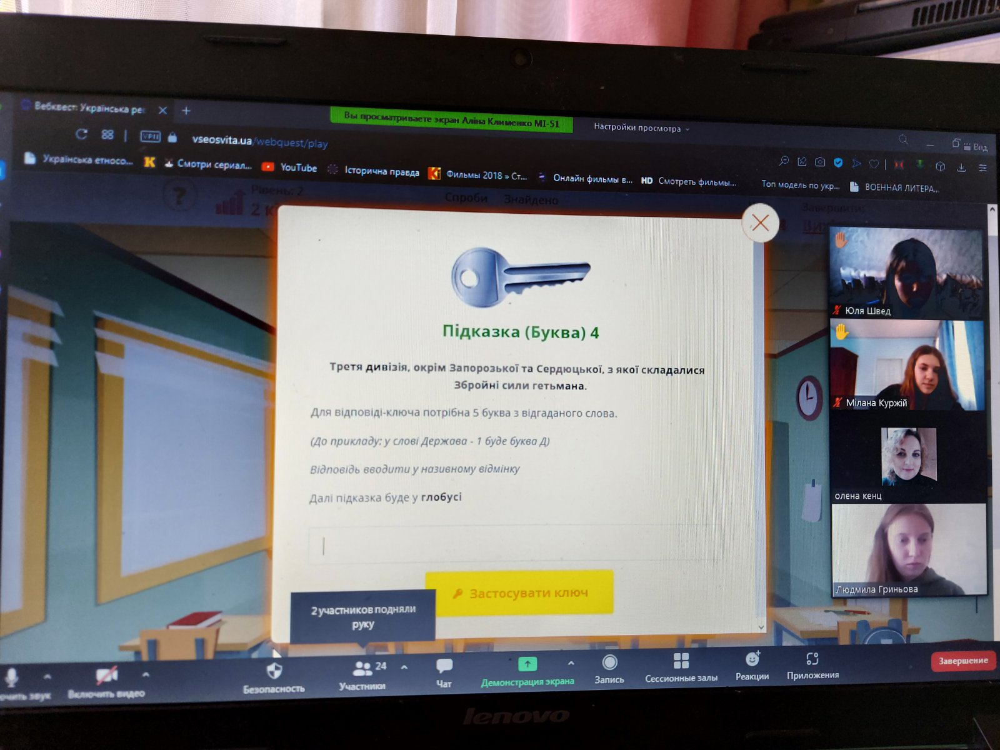 Вебквест: Українська ре
Вы просматриваете экран Аліна Клименко МІ-51
Настройки просмотра
VPN
vseosvita.ua/webquest/play
Вид
Українська етносо...
Смотри сериал...
YouTube
Історична правда
Фильмы 2018 » Ст...
Онлайн фильмы в...
HD Смотреть фильмы...
Топ модель по укр...
ВОЕННАЯ ЛИТЕРА...
?
Рівень: 2
Спроби
Знайдено
Завершити:
Підказка (Буква) 4
Третя дивізія, окрім Запорозької та Сердюцької, з якої складалися
Збройні сили гетьмана.
Для відповіді-ключа потрібна 5 буква з відгаданого слова.
(До прикладу: у слові Держава - 1 буде буква Д)
Відповідь вводити у називному відмінку
Далі підказка буде у глобусі
Застосувати ключ
Юля Швед
Мілана Куржій
олена кенц
Людмила Гриньова
2 участников подняли
руку
звук
Включить видео
Безопасность
24
Участники
Чат
Демонстрация экрана
Запись
Сессионные залы
Реакции
Приложения
Завершение
lenovo